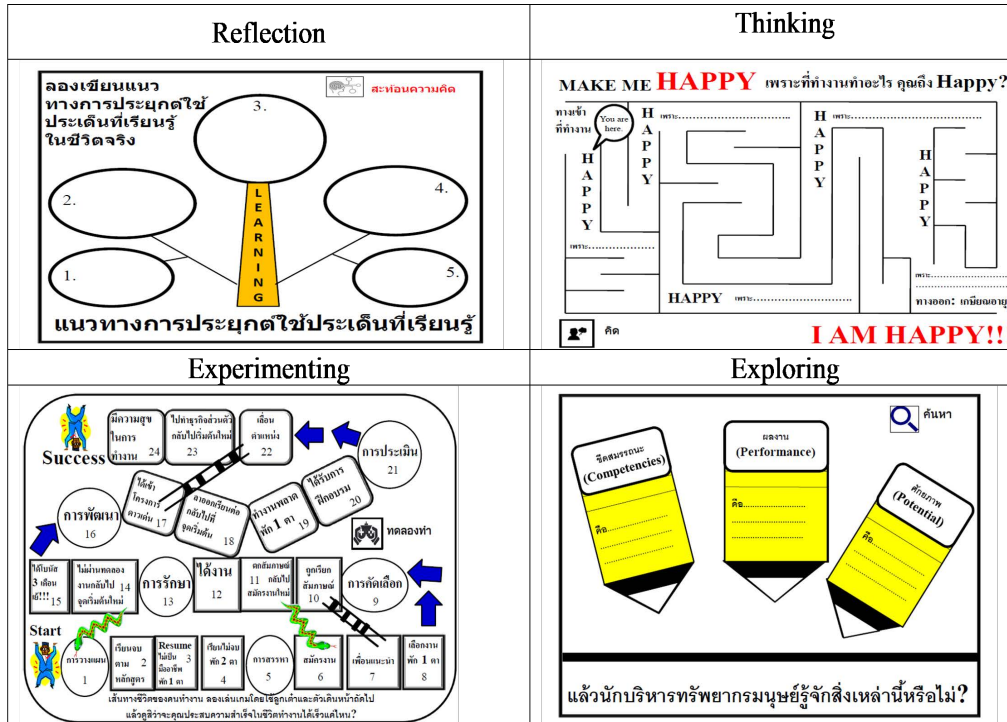 Reflection
Thinking
ลองเขียนแนว
ทางการประยุกต์ใช้
ประเด็นที่เรียนรู้
ในชีวิตจริง
สะท้อนความคิด
3.
2.
4.
1.
5.
LEARNING
แนวทางการประยุกต์ใช้ประเด็นที่เรียนรู้
MAKE ME HAPPY เพราะที่ทำงานทำอะไร คุณถึง Happy?
ทางเข้า
ที่ทำงาน
You are
here.
HAPPY
HAPPY
เพราะ..............
HAPPY
เพราะ..............................
HAPPY
เพราะ..................
เพราะ..................
HAPPY เพราะ..............................
ทางออก: เกษียณอายุ
คิด
I AM HAPPY!!
Experimenting
Exploring
Success
มีความสุข
ในการ
ทำงาน 24
ไปทำธุรกิจส่วนตัว
กลับไปเริ่มต้นใหม่
23
เลื่อน
ตำแหน่ง
22
การประเมิน
21
การพัฒนา
16
ได้เข้า
โครงการ
ดาวเด่น 17
ลาออกเรียนต่อ
กลับไปที่
จุดเริ่มต้น
18
ทำงานพลาด
พัก 1 ตา
19
ได้รับการ
ฝึกอบรม
20
ทดลองทำ
ได้โบนัส
3 เดือน
เย้!!! 15
ไม่ผ่านทดลอง
งานกลับไป 14
จุดเริ่มต้นใหม่
การรักษา
13
ได้งาน
12
ตกสัมภาษณ์
11 กลับไป
สมัครงานใหม่
ถูกเรียก
สัมภาษณ์
10
การคัดเลือก
9
Start
การวางแผน
1
เรียนจบ
ตาม 2
หลักสูตร
Resume
ไม่เป็น 3
มืออาชีพ
พัก 1 ตา
เรียนไม่จบ
พัก 2 ตา
4
การสรรหา
5
สมัครงาน
6
เพื่อนแนะนำ
7
เลือกงาน
พัก 1 ตา
8
เส้นทางชีวิตของคนทำงาน ลองเล่นเกมโดยใช้ลูกเต๋าและตัวเดินหน้าถัดไป
แล้วดูสิว่าจะคุณประสบความสำเร็จในชีวิตทำงานได้เร็วแค่ไหน?
ค้นหา
ขีดสมรรถนะ
(Competencies)
คือ..................
ผลงาน
(Performance)
คือ..................
ศักยภาพ
(Potential)
คือ..................
แล้วนักบริหารทรัพยากรมนุษย์รู้จักสิ่งเหล่านี้หรือไม่?